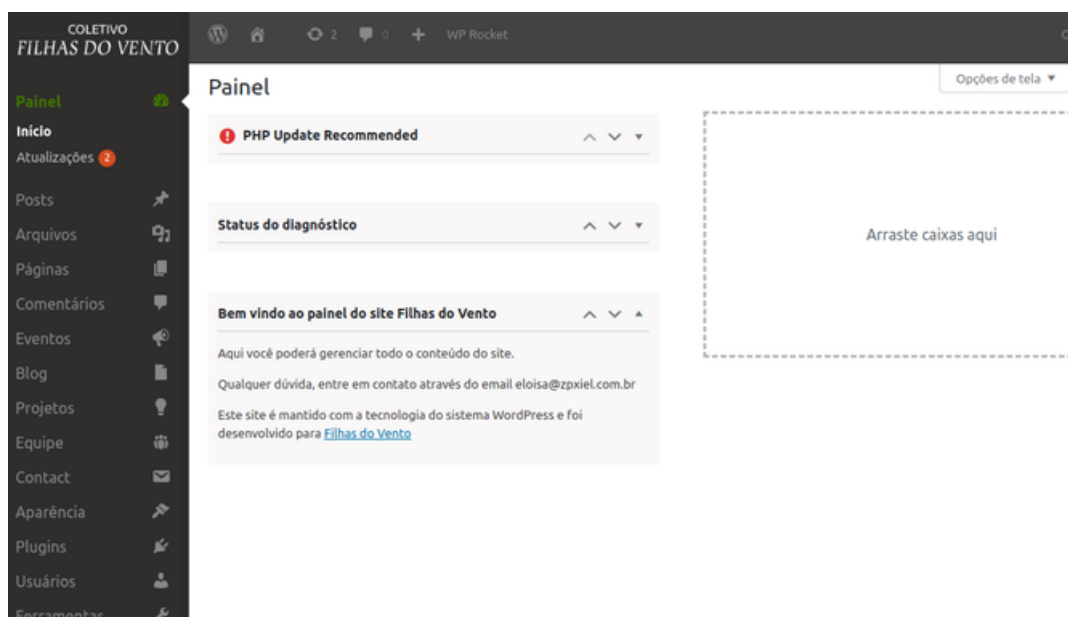 COLETIVO
FILHAS DO VENTO
2 0 WP Rocket
Painel
Opções de tela
Painel
Início
Atualizações 2
Posts
Arquivos
Páginas
Comentários
Eventos
Blog
Projetos
Equipe
Contact
Aparência
Plugins
Usuários
Ferramentas
PHP Update Recommended
Status do diagnóstico
Bem vindo ao painel do site Filhas do Vento
Aqui você poderá gerenciar todo o conteúdo do site.
Qualquer dúvida, entre em contato através do email eloisa@zpxiel.com.br
Este site é mantido com a tecnologia do sistema WordPress e foi
desenvolvido para Filhas do Vento
Arraste caixas aqui